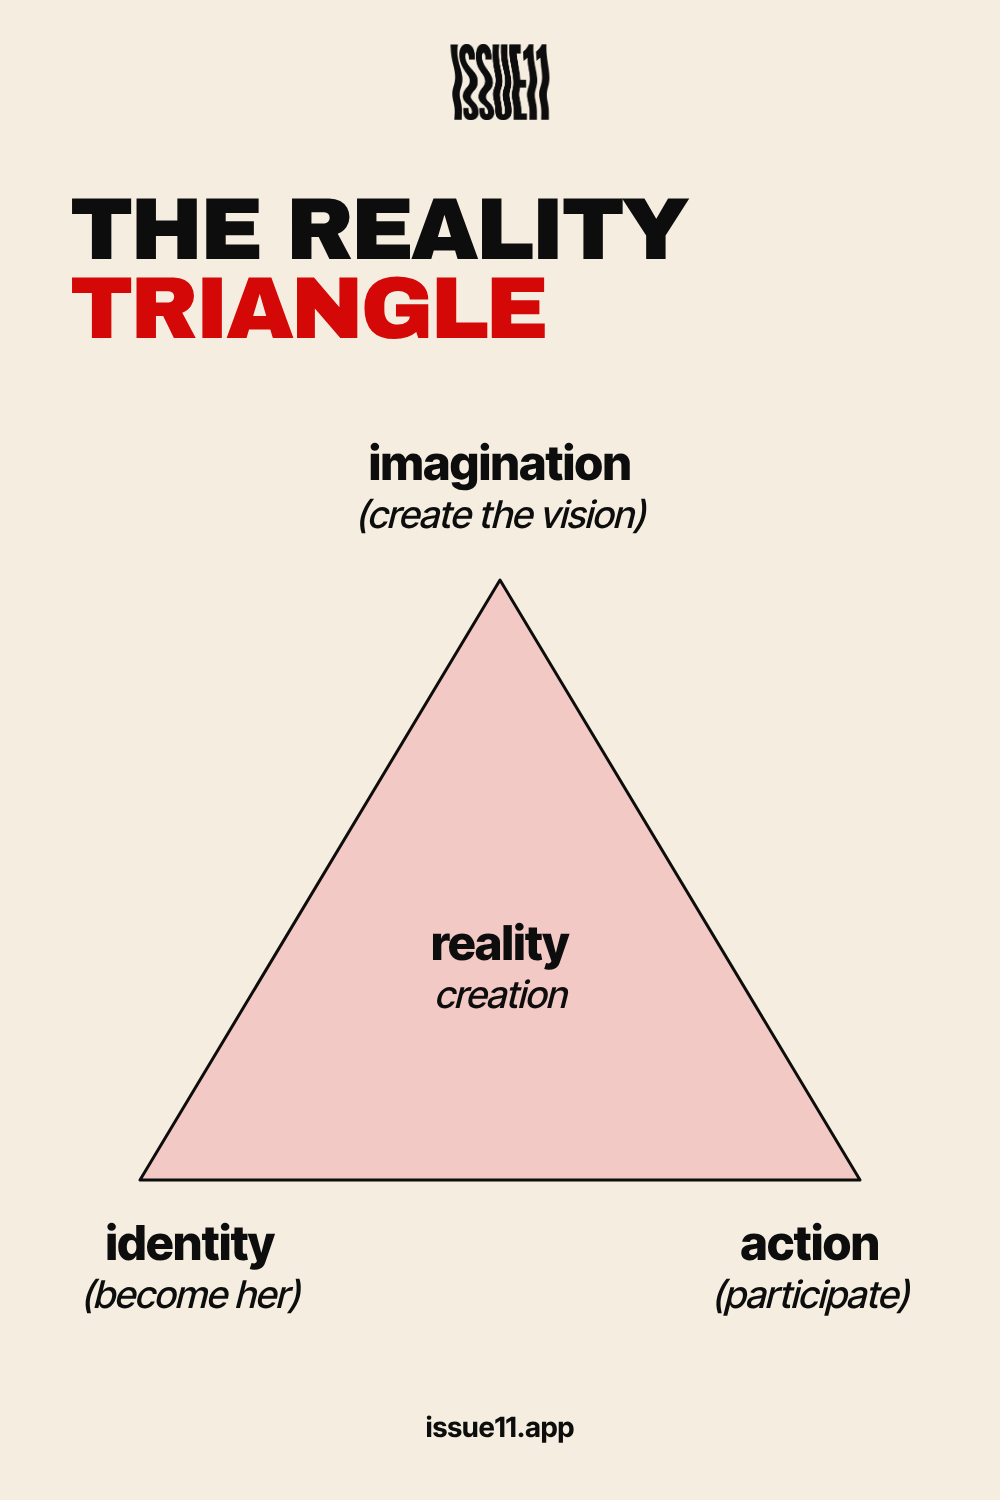 ISSUE11
THE REALITY
TRIANGLE
imagination
(create the vision)
reality
creation
identity
(become her)
action
(participate)
issue11.app